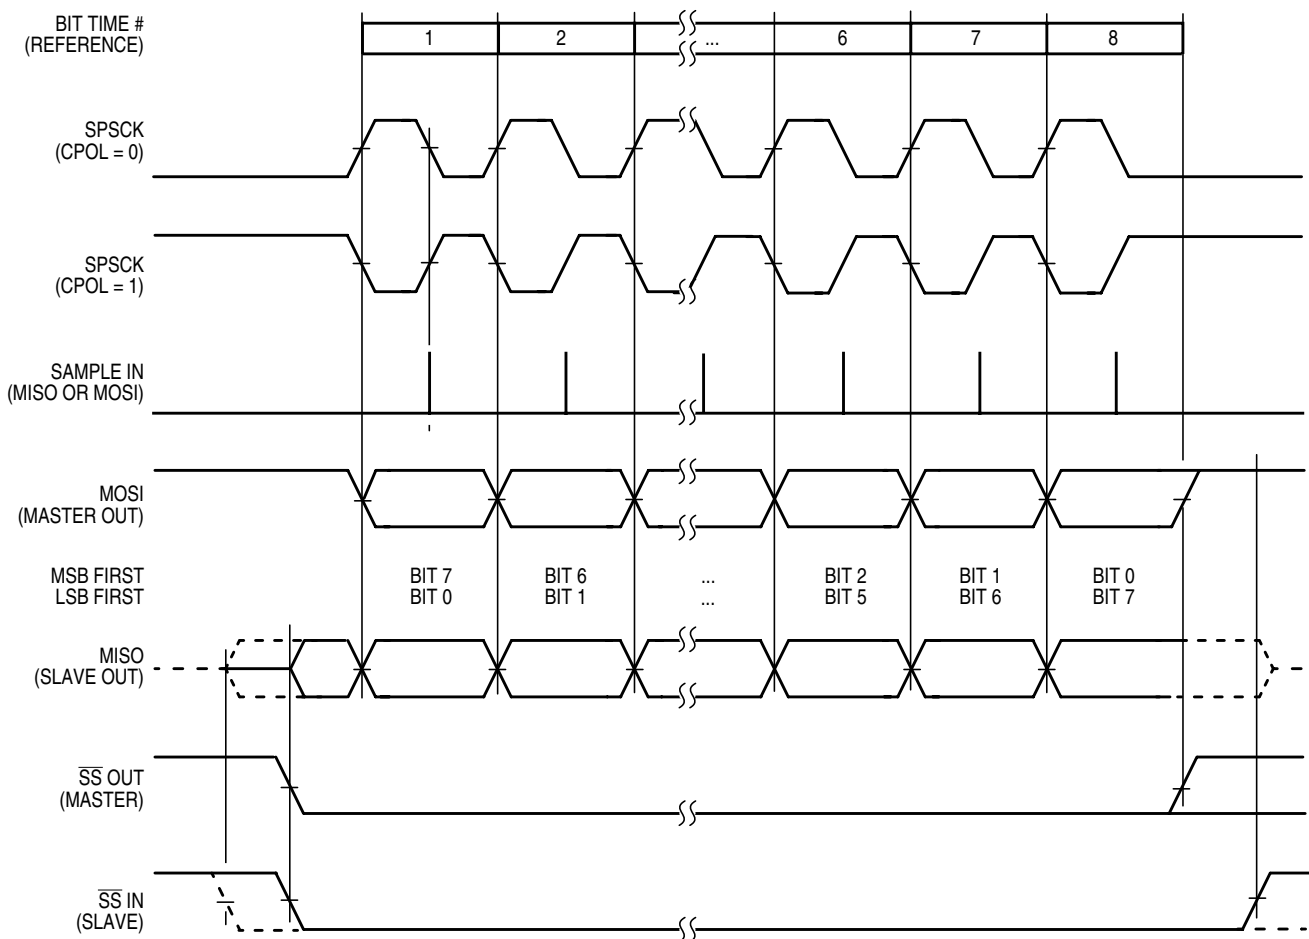 BIT TIME #
(REFERENCE)
1 2 ... 6 7 8
SPSCK
(CPOL = 0)
SPSCK
(CPOL = 1)
SAMPLE IN
(MISO OR MOSI)
MOSI
(MASTER OUT)
MSB FIRST BIT 7 BIT 6 ... BIT 2 BIT 1 BIT 0
LSB FIRST BIT 0 BIT 1 ... BIT 5 BIT 6 BIT 7
MISO
(SLAVE OUT)
S̅S̅ OUT
(MASTER)
S̅S̅ IN
(SLAVE)